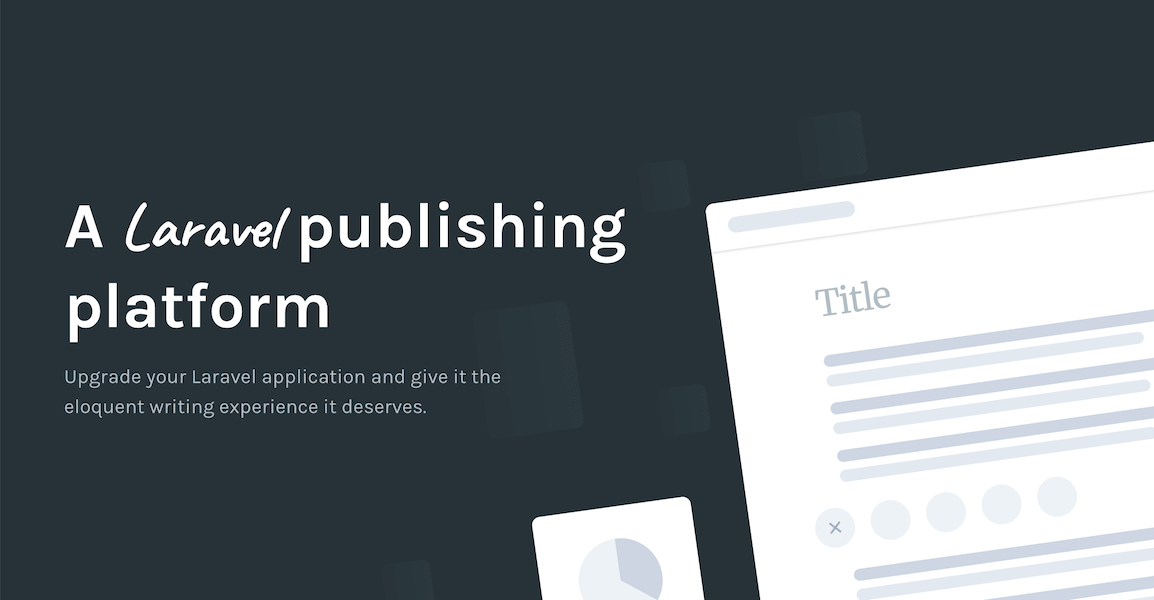 A Laravel publishing
platform
Upgrade your Laravel application and give it the
eloquent writing experience it deserves.
Title